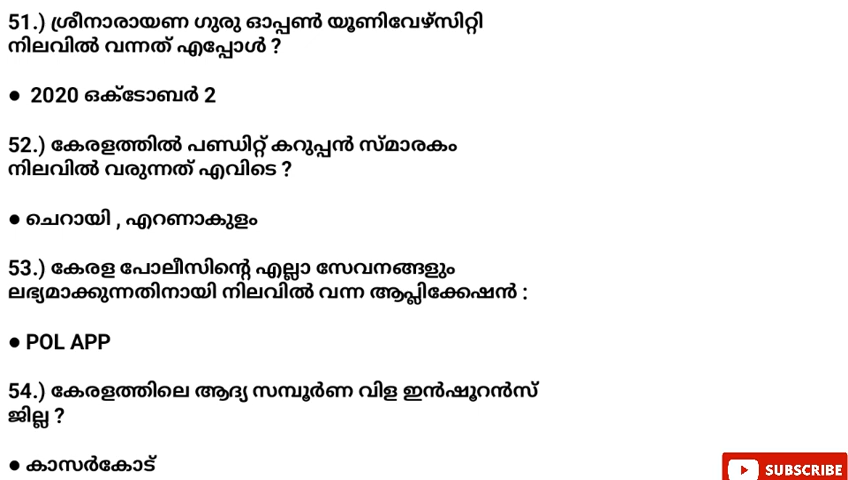 51.) ശ്രീനാരായണ ഗുരു ഓപ്പൺ യൂണിവേഴ്സിറ്റി
നിലവിൽ വന്നത് എപ്പോൾ ?
● 2020 ഒക്ടോബർ 2
52.) കേരളത്തിൽ പണ്ഡിറ്റ് കറുപ്പൻ സ്മാരകം
നിലവിൽ വരുന്നത് എവിടെ ?
● ചെറായി , എറണാകുളം
53.) കേരള പോലീസിന്റെ എല്ലാ സേവനങ്ങളും
ലഭ്യമാക്കുന്നതിനായി നിലവിൽ വന്ന ആപ്ലിക്കേഷൻ :
● POL APP
54.) കേരളത്തിലെ ആദ്യ സമ്പൂർണ വിള ഇൻഷൂറൻസ്
ജില്ല ?
● കാസർകോട്
SUBSCRIBE